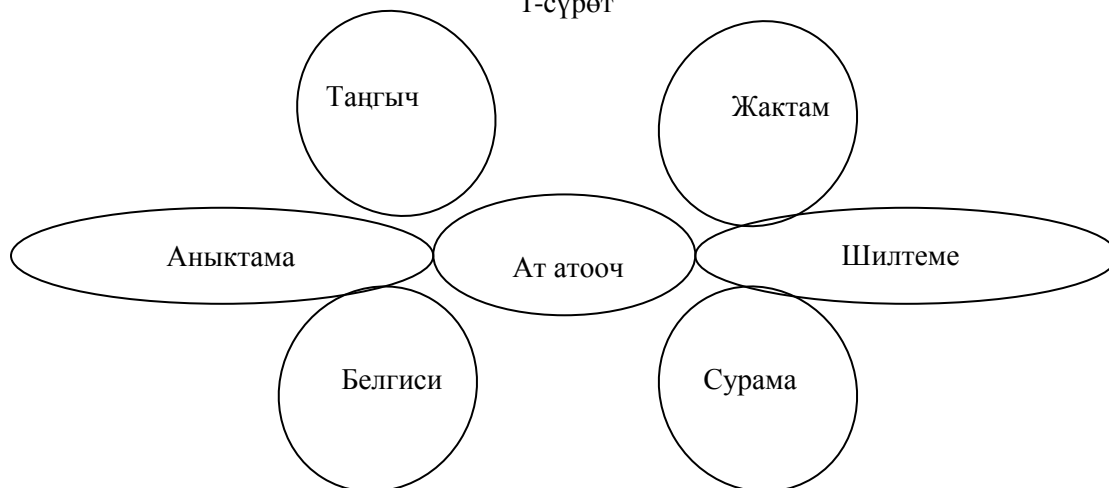 1-сүрөт
Таңгыч
Жактам
Аныктама
Ат атооч
Шилтеме
Белгиси
Сурама